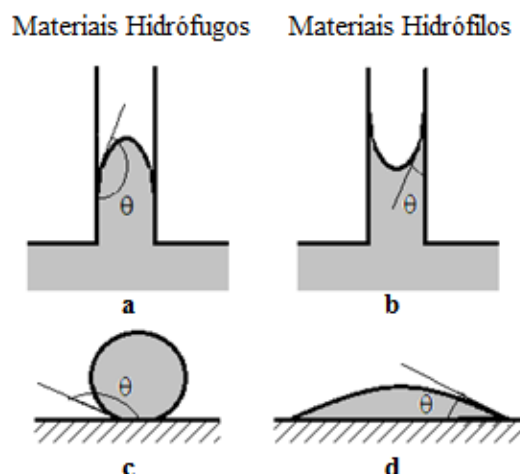 Materiais Hidrófugos Materiais Hidrófilos
θ θ
a b
θ θ
c d